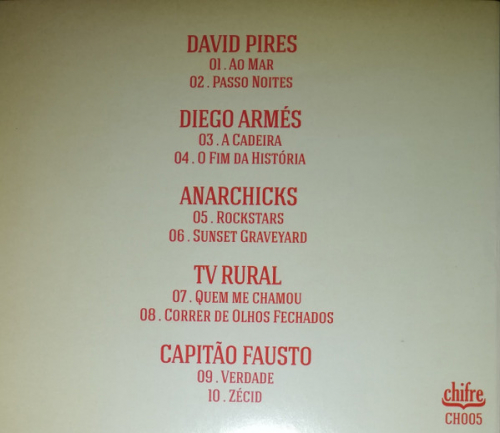 DAVID PIRES
01 . AO MAR
02 . PASSO NOITES
DIEGO ARMÉS
03 . A CADEIRA
04 . O FIM DA HISTÓRIA
ANARCHICKS
05 . ROCKSTARS
06 . SUNSET GRAVEYARD
TV RURAL
07 . QUEM ME CHAMOU
08 . CORRER DE OLHOS FECHADOS
CAPITÃO FAUSTO
09 . VERDADE
10 . ZÉCID
chifre
CH005